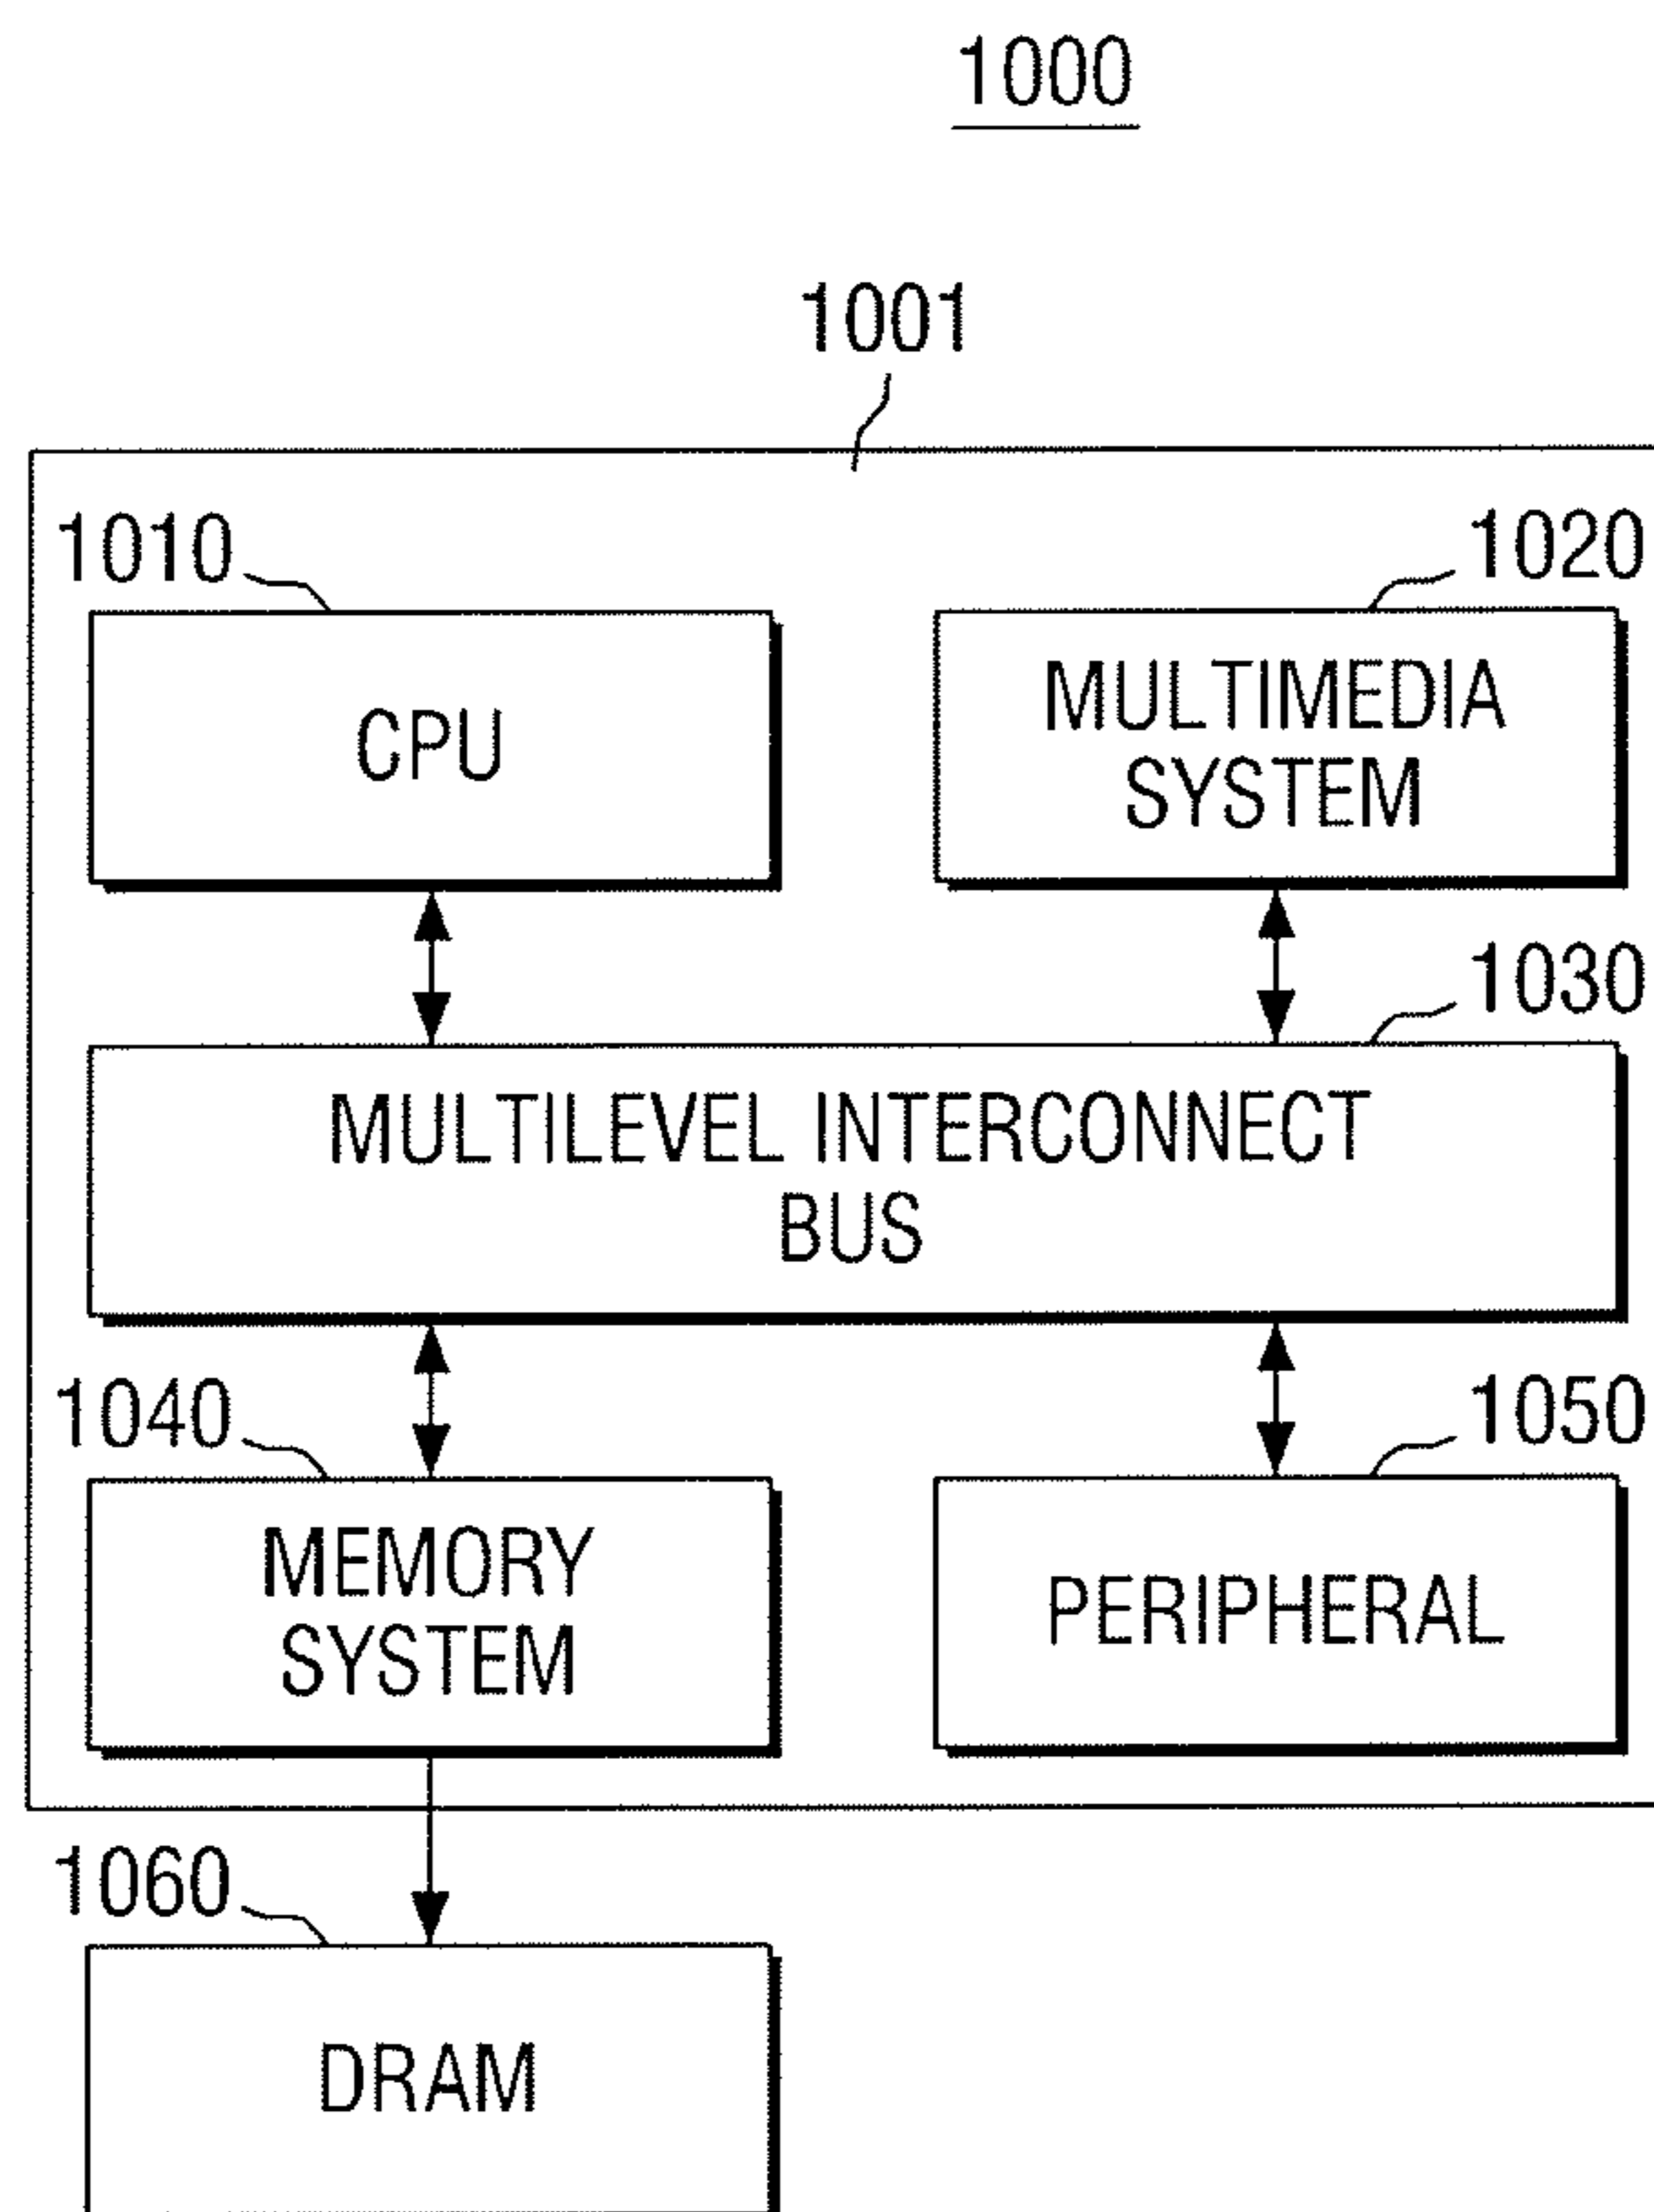 1000
1001
1010
1020
CPU
MULTIMEDIA
SYSTEM
1030
MULTILEVEL INTERCONNECT
BUS
1040
1050
MEMORY
SYSTEM
PERIPHERAL
1060
DRAM